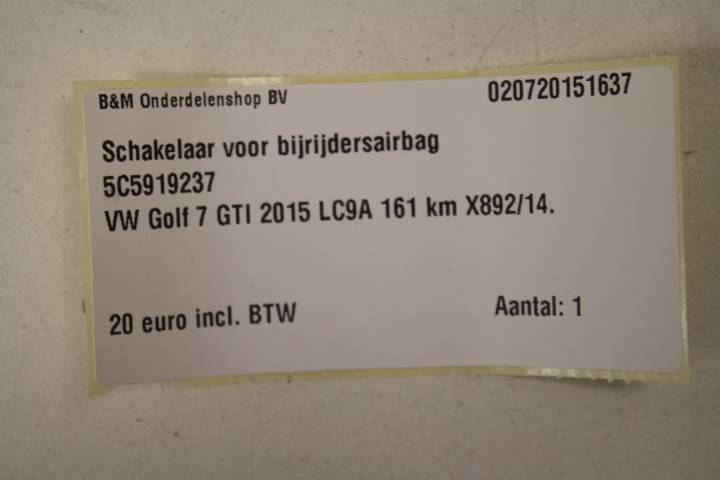 B&M Onderdelenshop BV 020720151637
Schakelaar voor bijrijdersairbag
5C5919237
VW Golf 7 GTI 2015 LC9A 161 km X892/14.
20 euro incl. BTW Aantal: 1